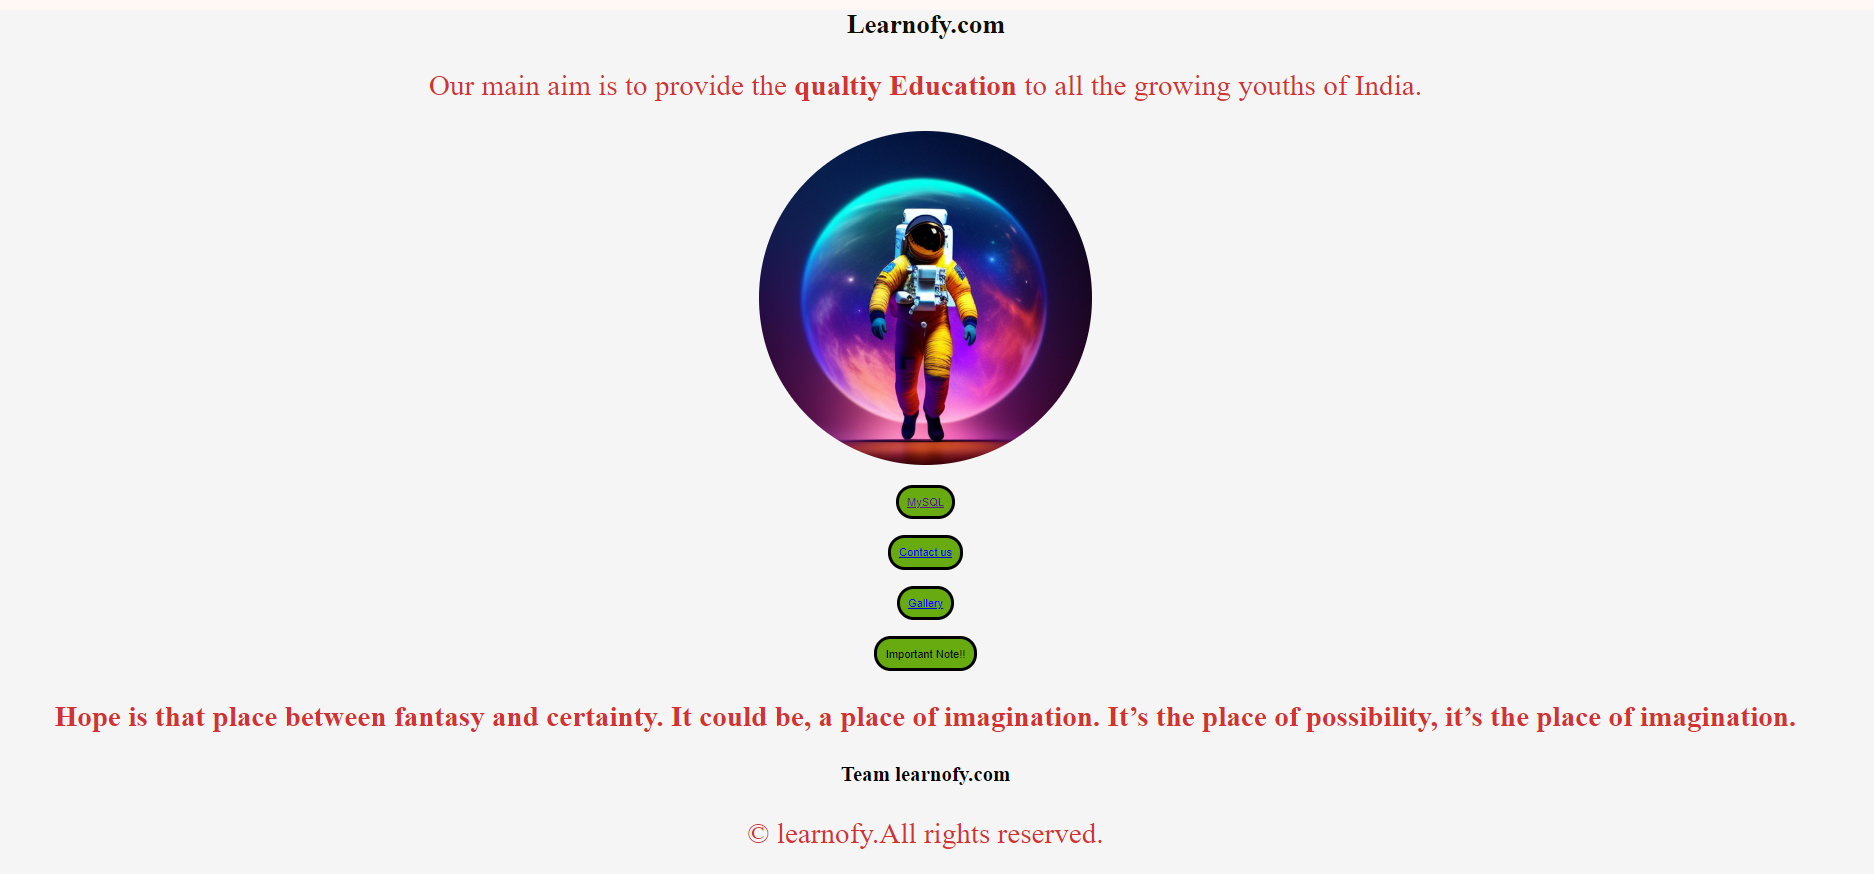 Learnofy.com
Our main aim is to provide the qualtiy Education to all the growing youths of India.
MySQL
Contact us
Gallery
Important Note!!
Hope is that place between fantasy and certainty. It could be, a place of imagination. It’s the place of possibility, it’s the place of imagination.
Team learnofy.com
© learnofy.All rights reserved.